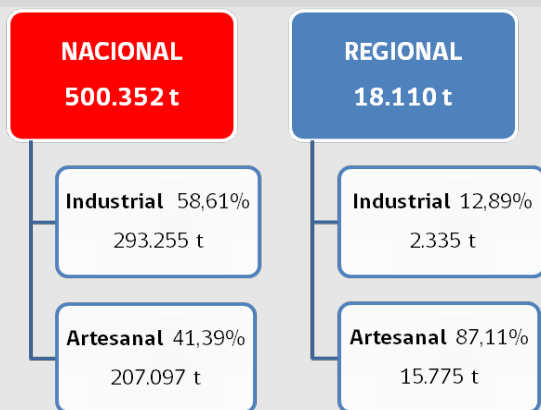 NACIONAL
500.352 t
Industrial 58,61%
293.255 t
Artesanal 41,39%
207.097 t
REGIONAL
18.110 t
Industrial 12,89%
2.335 t
Artesanal 87,11%
15.775 t